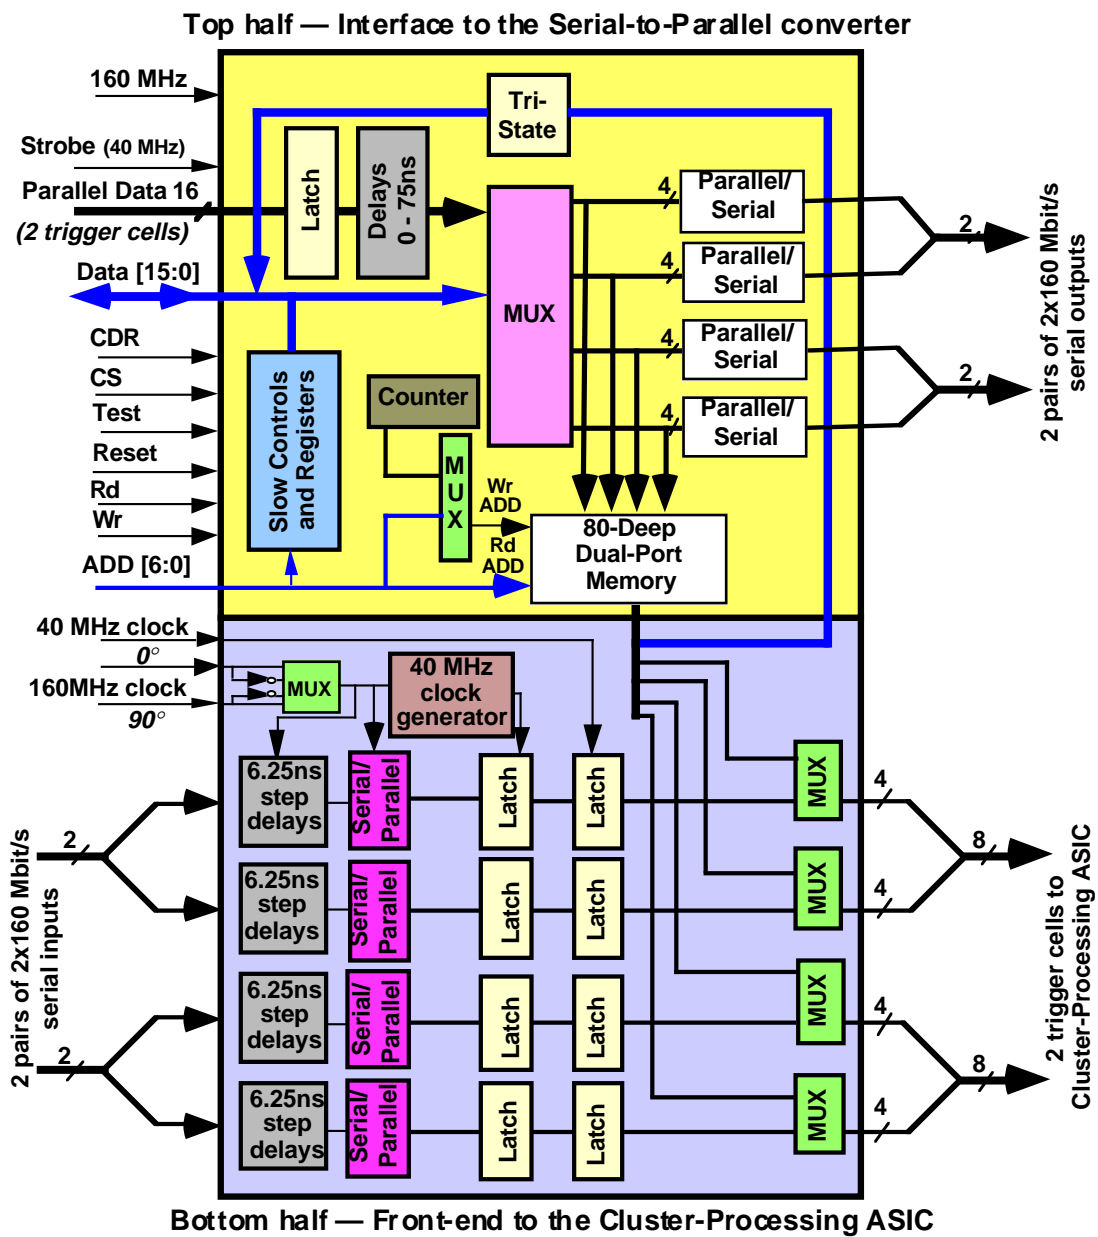 Top half — Interface to the Serial-to-Parallel converter
160 MHz
Strobe (40 MHz)
Parallel Data 16
(2 trigger cells)
Data [15:0]
CDR
CS
Test
Reset
Rd
Wr
ADD [6:0]
Tri-
State
Latch
Delays
0 - 75ns
MUX
Slow Controls
and Registers
Counter
MUX
Wr
ADD
Rd
ADD
80-Deep
Dual-Port
Memory
4
Parallel/
Serial
4
Parallel/
Serial
4
Parallel/
Serial
4
Parallel/
Serial
2
2
2 pairs of 2x160 Mbit/s
serial outputs
40 MHz clock
0°
160MHz clock
90°
MUX
40 MHz
clock
generator
6.25ns
step
delays
Serial/
Parallel
Latch
Latch
MUX
4
6.25ns
step
delays
Serial/
Parallel
Latch
Latch
MUX
4
6.25ns
step
delays
Serial/
Parallel
Latch
Latch
MUX
4
6.25ns
step
delays
Serial/
Parallel
Latch
Latch
MUX
4
2
2
2 pairs of 2x160 Mbit/s
serial inputs
8
8
2 trigger cells to
Cluster-Processing ASIC
Bottom half — Front-end to the Cluster-Processing ASIC